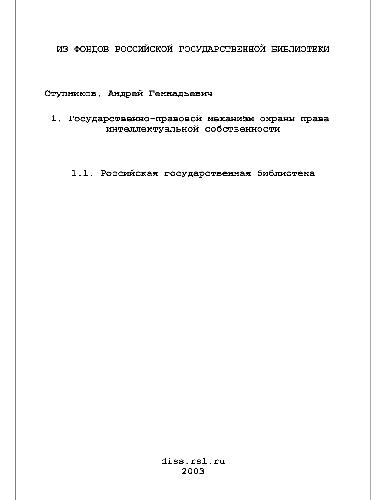 ИЗ ФОНДОВ РОССИЙСКОЙ ГОСУДАРСТВЕННОЙ БИБЛИОТЕКИ
Ступников, Андрей Геннадьевич
1. Государственно-правовой механизм охраны права
интеллектуальной собственности
1.1. Российская государственная библиотека
diss.rsl.ru
2003